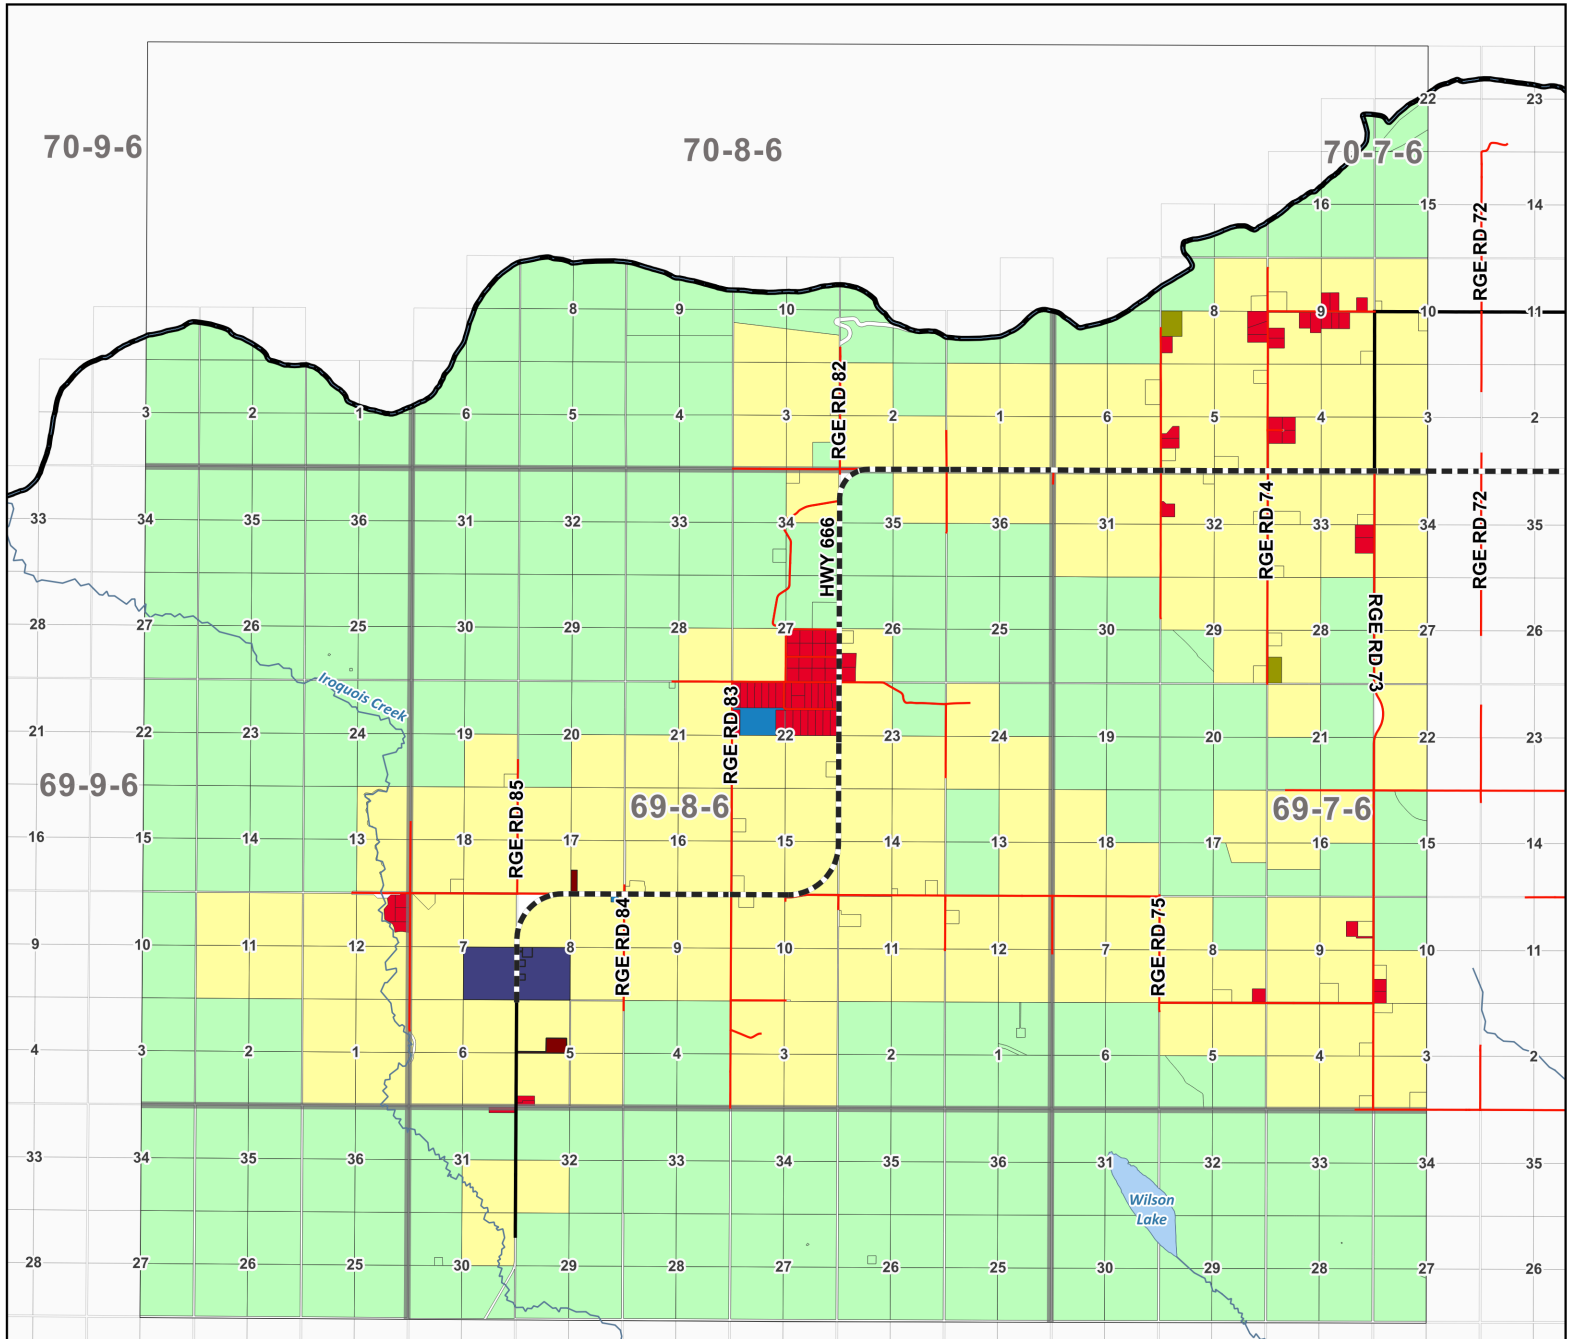 22 23
70-9-6 70-8-6 70-7-6
16 15 14
RGE-RD-72
8 9 10 8 9 10 11
RGE-RD-82
3 2 1 6 5 4 3 2 1 6 5 4 3 2
33 34 35 36 31 32 33 34 35 36 31 32 33 34 35
HWY 666
RGE-RD-74
RGE-RD-72
28 27 26 25 30 29 28 27 26 25 30 29 28 27 26
RGE-RD-73
Iroquois Creek
RGE-RD-83
21 22 23 24 19 20 21 22 23 24 19 20 21 22 23
69-9-6 69-8-6 69-7-6
RGE-RD-85
16 15 14 13 18 17 16 15 14 13 18 17 16 15 14
RGE-RD-84
RGE-RD-75
9 10 11 12 7 8 9 10 11 12 7 8 9 10 11
4 3 2 1 6 5 4 3 2 1 6 5 4 3 2
33 34 35 36 31 32 33 34 35 36 31 32 33 34 35
Wilson
Lake
28 27 26 25 30 29 28 27 26 25 30 29 28 27 26